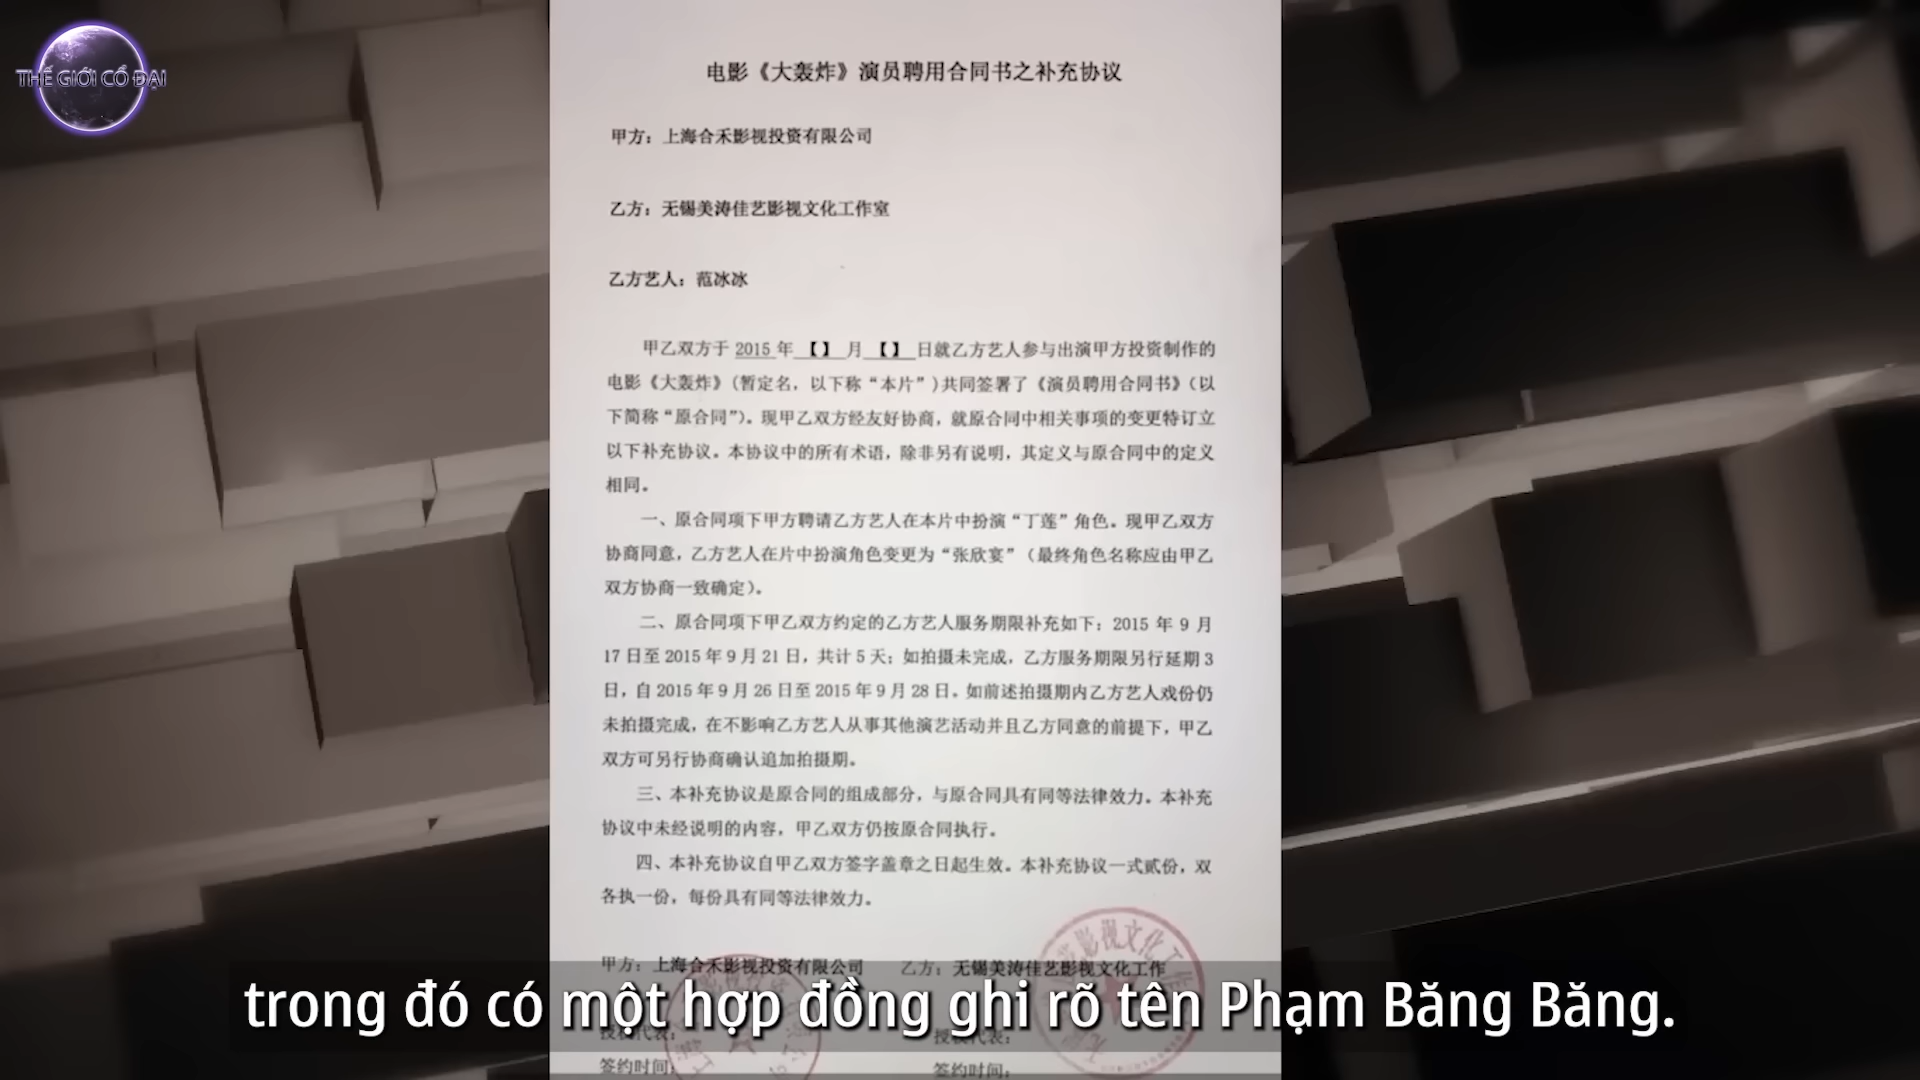 THẾ GIỚI CỔ ĐẠI
电影《大轰炸》演员聘用合同书之补充协议
甲方：上海合禾影视投资有限公司
乙方：无锡美涛佳艺影视文化工作室
乙方艺人：范冰冰
甲乙双方于 2015 年 【】 月 【】 日就乙方艺人参与出演甲方投资制作的
电影《大轰炸》(暂定名，以下称“本片”)共同签署了《演员聘用合同书》（以
下简称“原合同”）。现甲乙双方经友好协商，就原合同中相关事项的变更特订立
以下补充协议。本协议中的所有术语，除非另有说明，其定义与原合同中的定义
相同。
一、原合同项下甲方聘请乙方艺人在本片中扮演“丁莲”角色。现甲乙双方
协商同意，乙方艺人在片中扮演角色变更为“张欣宴”（最终角色名称应由甲乙
双方协商一致确定）。
二、原合同项下甲乙双方约定的乙方艺人服务期限补充如下：2015 年 9 月
17 日至 2015 年 9 月 21 日，共计 5 天；如拍摄未完成，乙方服务期限另行延期 3
日，自 2015 年 9 月 26 日至 2015 年 9 月 28 日。如前述拍摄期内乙方艺人戏份仍
未拍摄完成，在不影响乙方艺人从事其他演艺活动并且乙方同意的前提下，甲乙
双方可另行协商确认追加拍摄期。
三、本补充协议是原合同的组成部分，与原合同具有同等法律效力。本补充
协议中未经说明的内容，甲乙双方仍按原合同执行。
四、本补充协议自甲乙双方签字盖章之日起生效。本补充协议一式贰份，双
各执一份，每份具有同等法律效力。
甲方：上海合禾影视投资有限公司 乙方：无锡美涛佳艺影视文化工作
trong đó có một hợp đồng ghi rõ tên Phạm Băng Băng.
授权代表： 授权代表：
签约时间： 签约时间：